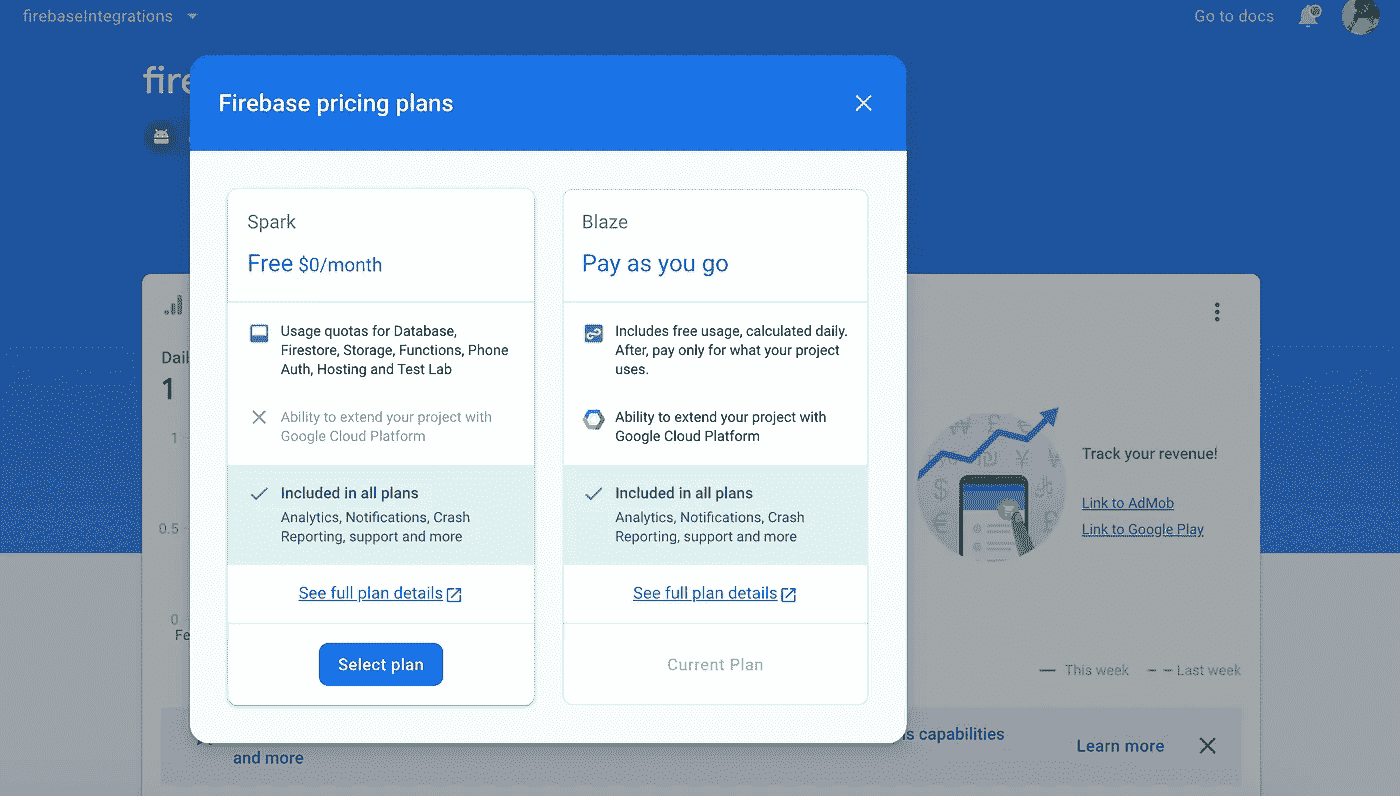 firebaseIntegrations
Go to docs
fire
Firebase pricing plans
Spark
Free $0/month
Usage quotas for Database,
Firestore, Storage, Functions, Phone
Auth, Hosting and Test Lab
Ability to extend your project with
Google Cloud Platform
Included in all plans
Analytics, Notifications, Crash
Reporting, support and more
See full plan details
Select plan
Blaze
Pay as you go
Includes free usage, calculated daily.
After, pay only for what your project
uses.
Ability to extend your project with
Google Cloud Platform
Included in all plans
Analytics, Notifications, Crash
Reporting, support and more
See full plan details
Current Plan
Dail
1
1
0.5
0
Fe
Track your revenue!
Link to AdMob
Link to Google Play
This week
Last week
s capabilities
and more
Learn more